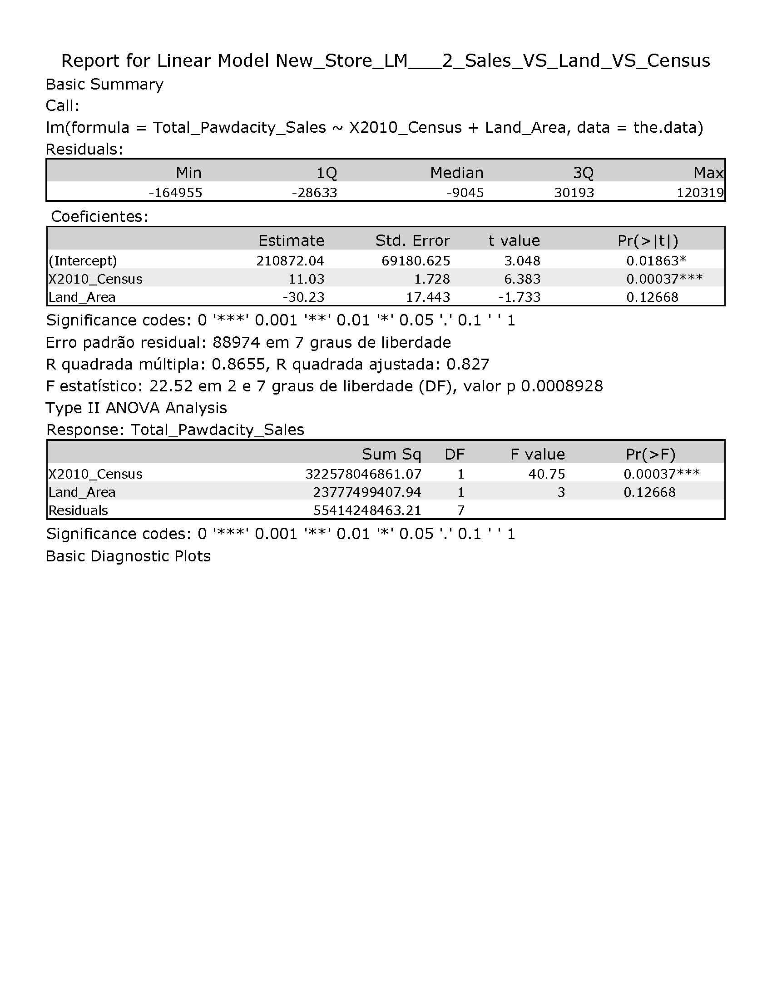 Report for Linear Model New_Store_LM___2_Sales_VS_Land_VS_Census
Basic Summary
Call:
lm(formula = Total_Pawdacity_Sales ~ X2010_Census + Land_Area, data = the.data)
Residuals:
Min 1Q Median 3Q Max
-164955 -28633 -9045 30193 120319
Coeficientes:
Estimate Std. Error t value Pr(>|t|)
(Intercept) 210872.04 69180.625 3.048 0.01863*
X2010_Census 11.03 1.728 6.383 0.00037***
Land_Area -30.23 17.443 -1.733 0.12668
Significance codes: 0 '***' 0.001 '**' 0.01 '*' 0.05 '.' 0.1 ' ' 1
Erro padrão residual: 88974 em 7 graus de liberdade
R quadrada múltipla: 0.8655, R quadrada ajustada: 0.827
F estatístico: 22.52 em 2 e 7 graus de liberdade (DF), valor p 0.0008928
Type II ANOVA Analysis
Response: Total_Pawdacity_Sales
Sum Sq DF F value Pr(>F)
X2010_Census 322578046861.07 1 40.75 0.00037***
Land_Area 23777499407.94 1 3 0.12668
Residuals 55414248463.21 7
Significance codes: 0 '***' 0.001 '**' 0.01 '*' 0.05 '.' 0.1 ' ' 1
Basic Diagnostic Plots